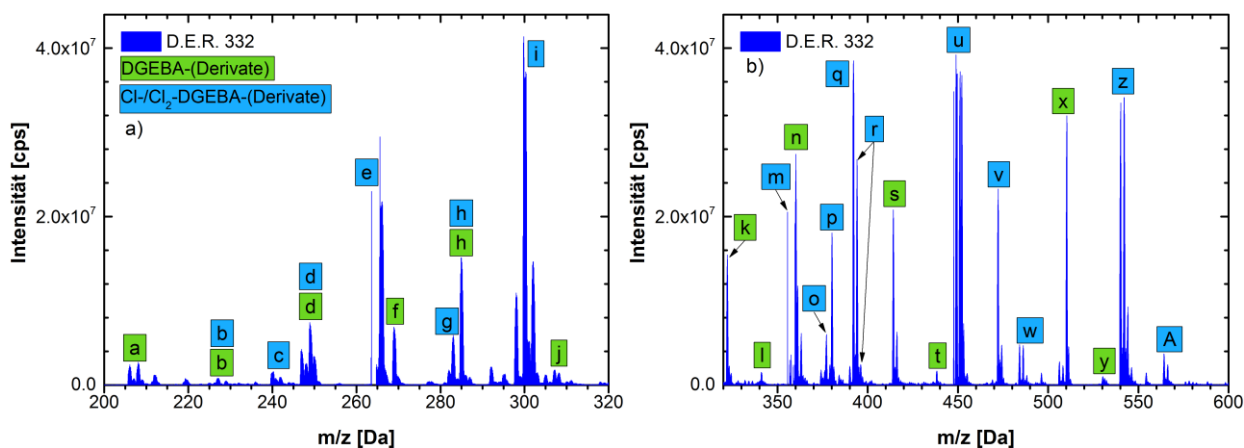 a)
D.E.R. 332
DGEBA-(Derivate)
Cl-/Cl₂-DGEBA-(Derivate)
Intensität [cps]
4.0x10⁷
2.0x10⁷
0.0
a
b
b
c
d
d
e
f
g
h
h
i
j
200 220 240 260 280 300 320
m/z [Da]
b)
D.E.R. 332
Intensität [cps]
4.0x10⁷
2.0x10⁷
0.0
k
l
m
n
o
p
q
r
s
t
u
v
w
x
y
z
A
350 400 450 500 550 600
m/z [Da]